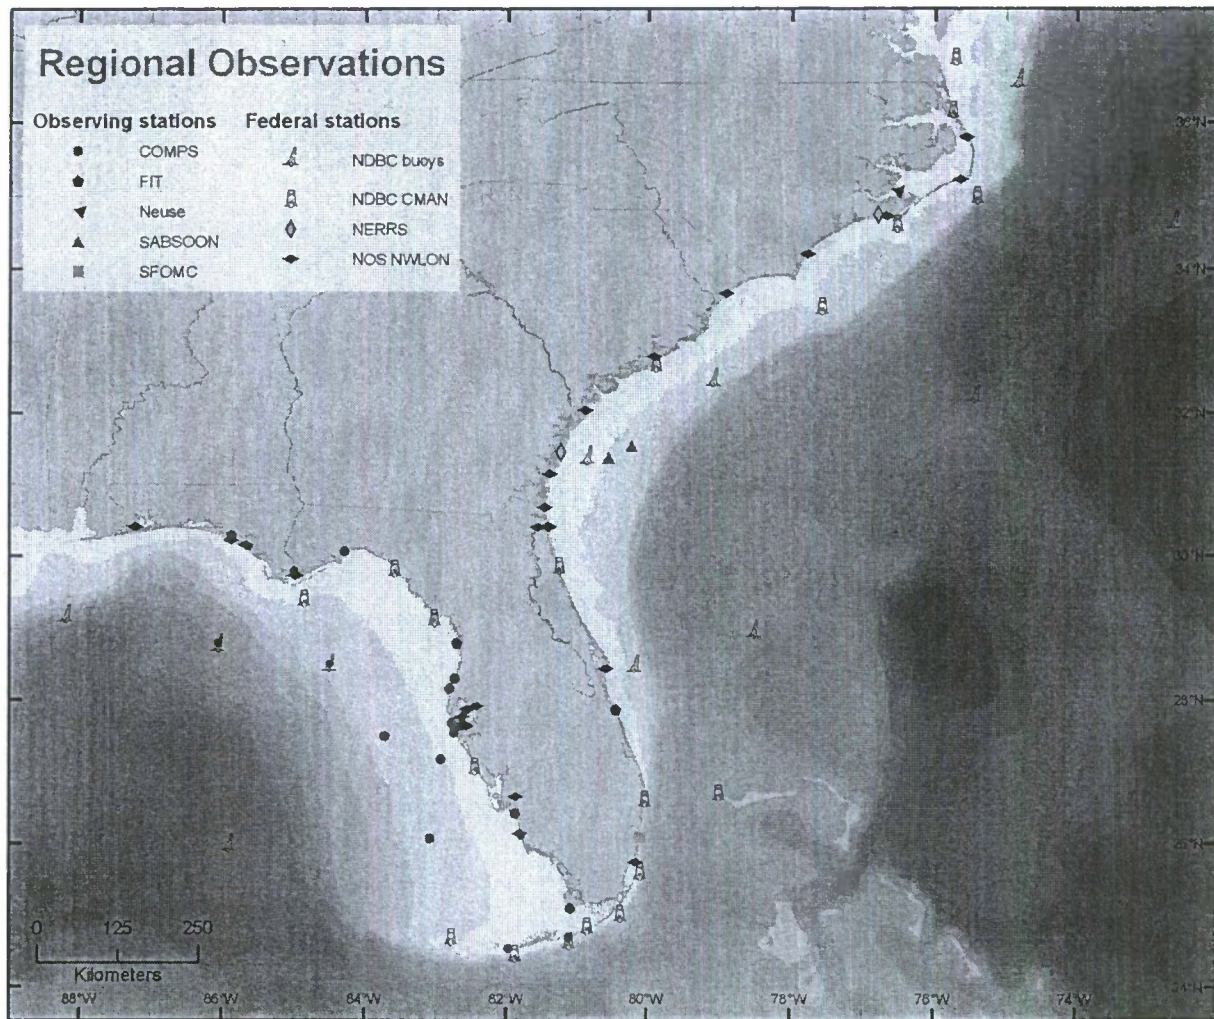 Regional Observations
Observing stations
Federal stations
COMPS
FIT
Neuse
SABSOON
SFOMC
NDBC buoys
NDBC CMAN
NERRS
NOS NWLON
36°N
34°N
32°N
30°N
28°N
26°N
24°N
0 125 250
Kilometers
88°W 86°W 84°W 82°W 80°W 78°W 76°W 74°W